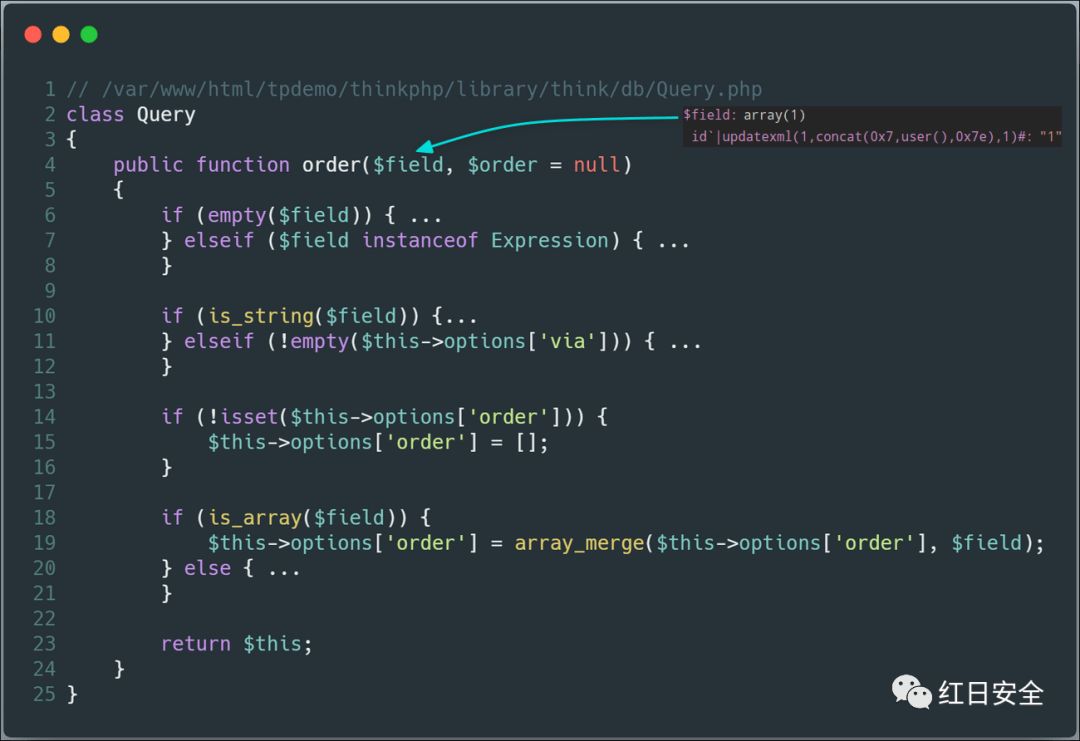 1 // /var/www/html/tpdemo/thinkphp/library/think/db/Query.php
2 class Query
$field: array(1)
3 {
id`|updatexml(1,concat(0x7,user(),0x7e),1)#: "1"
4     public function order($field, $order = null)
5     {
6         if (empty($field)) { ...
7         } elseif ($field instanceof Expression) { ...
8         }
9
10         if (is_string($field)) {...
11         } elseif (!empty($this->options['via'])) { ...
12         }
13
14         if (!isset($this->options['order'])) {
15             $this->options['order'] = [];
16         }
17
18         if (is_array($field)) {
19             $this->options['order'] = array_merge($this->options['order'], $field);
20         } else { ...
21         }
22
23         return $this;
24     }
25 }
红日安全